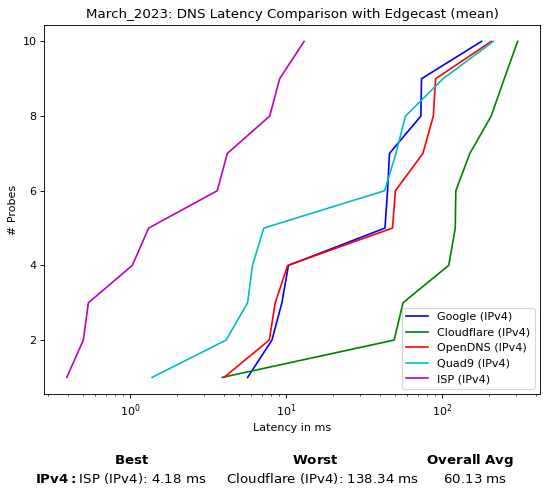 March_2023: DNS Latency Comparison with Edgecast (mean)
# Probes
10
8
6
4
2
Google (IPv4)
Cloudflare (IPv4)
OpenDNS (IPv4)
Quad9 (IPv4)
ISP (IPv4)
10⁰ 10¹ 10²
Latency in ms
Best Worst Overall Avg
IPv4: ISP (IPv4): 4.18 ms Cloudflare (IPv4): 138.34 ms 60.13 ms